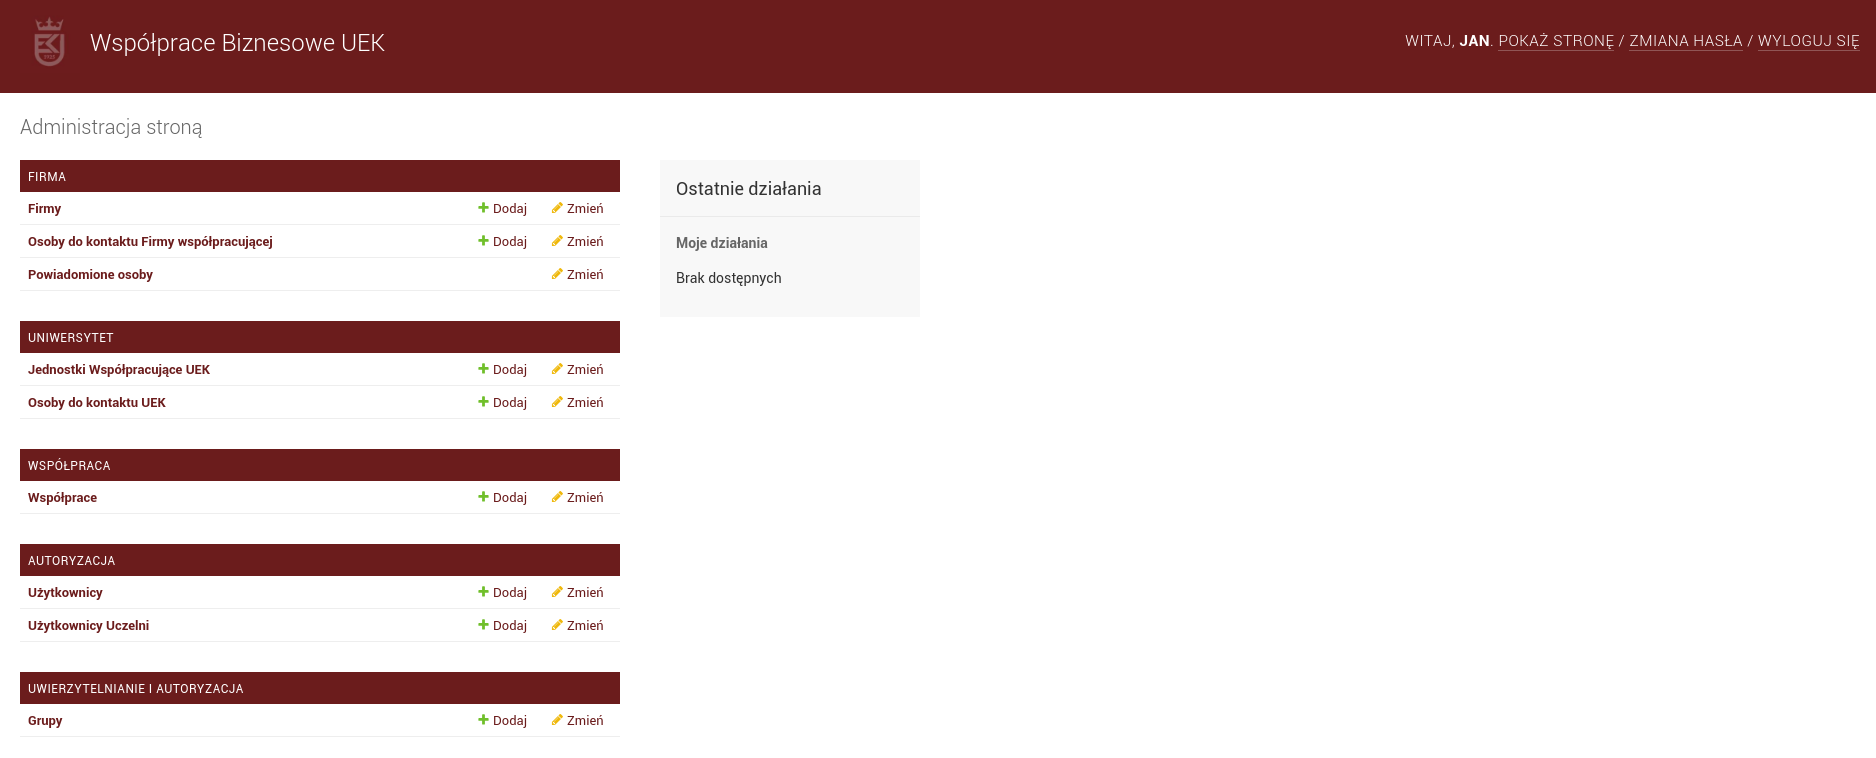 Współprace Biznesowe UEK
WITAJ, JAN. POKAŻ STRONĘ / ZMIANA HASŁA / WYLOGUJ SIĘ
Administracja stroną
FIRMA
Firmy Dodaj Zmień
Osoby do kontaktu Firmy współpracującej Dodaj Zmień
Powiadomione osoby Zmień
UNIWERSYTET
Jednostki Współpracujące UEK Dodaj Zmień
Osoby do kontaktu UEK Dodaj Zmień
WSPÓŁPRACA
Współprace Dodaj Zmień
AUTORYZACJA
Użytkownicy Dodaj Zmień
Użytkownicy Uczelni Dodaj Zmień
UWIERZYTELNIANIE I AUTORYZACJA
Grupy Dodaj Zmień
Ostatnie działania
Moje działania
Brak dostępnych